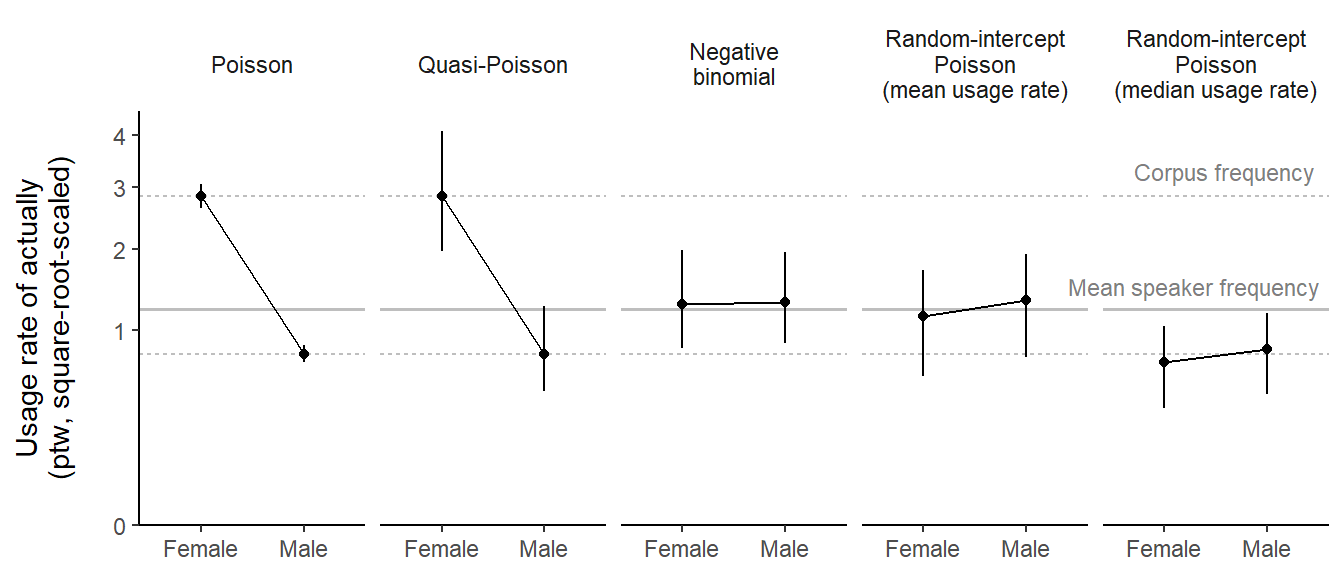 Poisson
Quasi-Poisson
Negative
binomial
Random-intercept
Poisson
(mean usage rate)
Random-intercept
Poisson
(median usage rate)
Usage rate of actually
(ptw, square-root-scaled)
4
3
2
1
0
Corpus frequency
Mean speaker frequency
Female Male
Female Male
Female Male
Female Male
Female Male